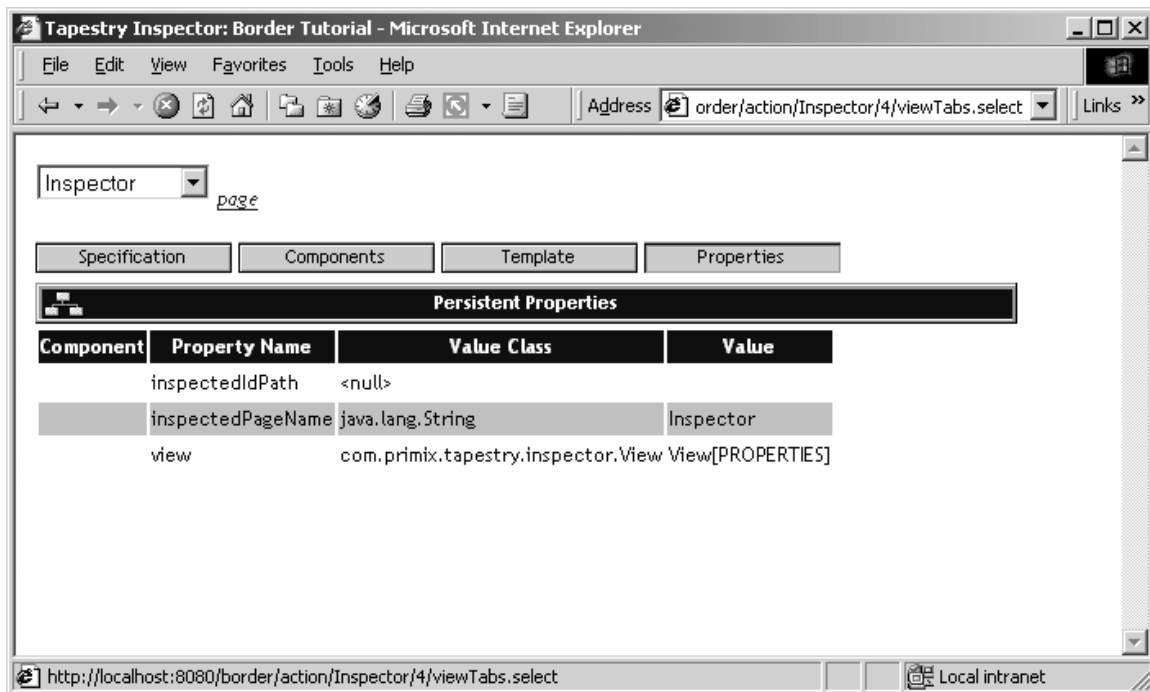 Tapestry Inspector: Border Tutorial - Microsoft Internet Explorer
File Edit View Favorites Tools Help
Address order/action/Inspector/4/viewTabs.select Links »
Inspector page
Specification Components Template Properties
Persistent Properties
Component Property Name Value Class Value
inspectedIdPath <null>
inspectedPageName java.lang.String Inspector
view com.primix.tapestry.inspector.View View[PROPERTIES]
http://localhost:8080/border/action/Inspector/4/viewTabs.select Local intranet